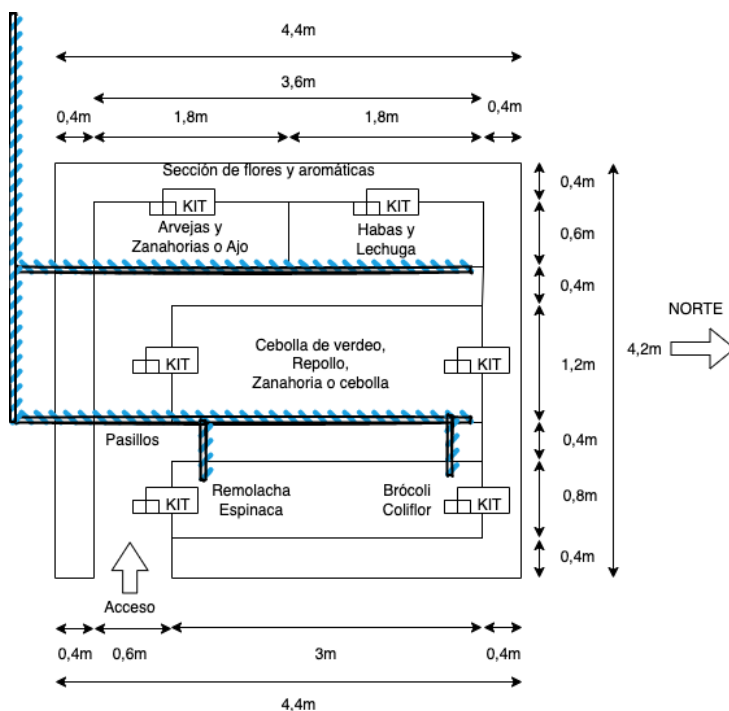 4,4m
3,6m
0,4m
1,8m
1,8m
0,4m
Sección de flores y aromáticas
0,4m
KIT
KIT
Arvejas y
Zanahorias o Ajo
Habas y
Lechuga
0,6m
0,4m
NORTE
KIT
Cebolla de verdeo,
Repollo,
Zanahoria o cebolla
KIT
1,2m
4,2m
Pasillos
0,4m
KIT
Remolacha
Espinaca
Brócoli
Coliflor
KIT
0,8m
0,4m
Acceso
0,4m
0,6m
3m
0,4m
4,4m